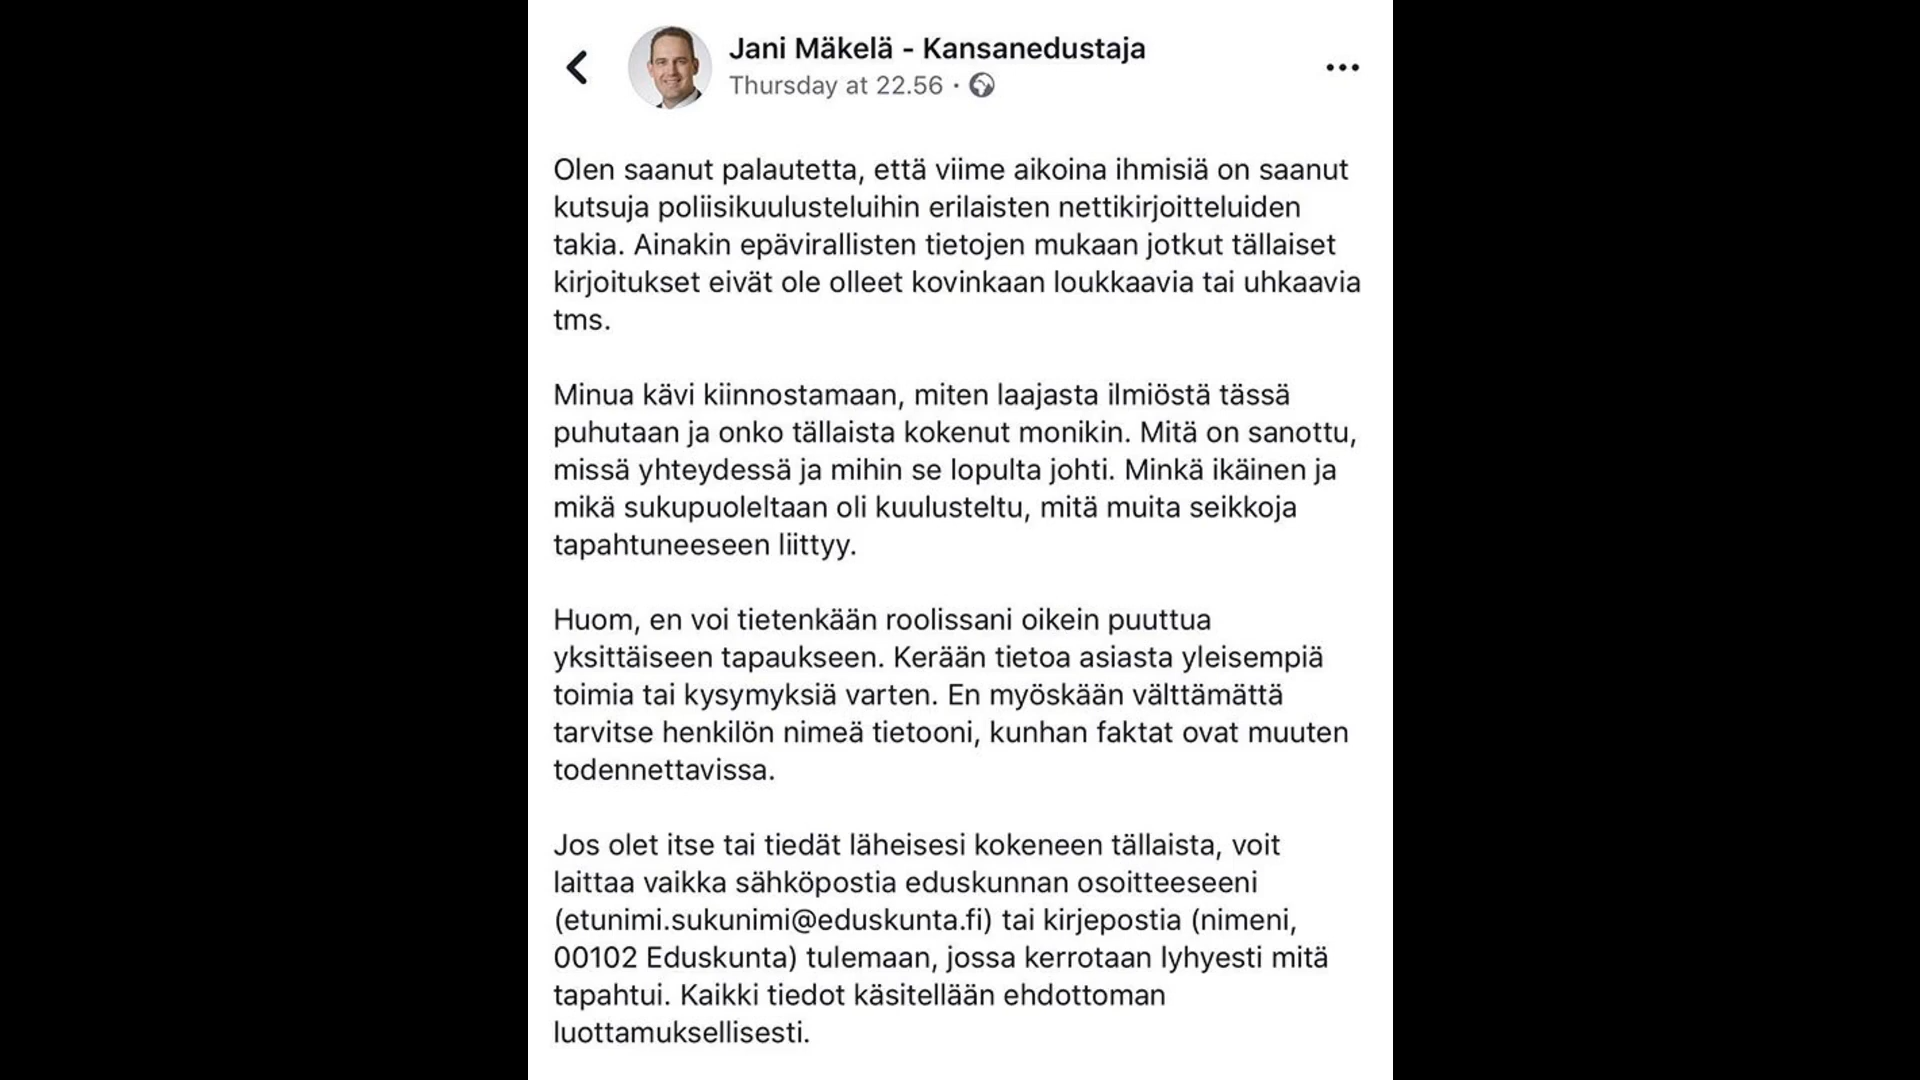 Jani Mäkelä - Kansanedustaja
Thursday at 22.56 ·
Olen saanut palautetta, että viime aikoina ihmisiä on saanut
kutsuja poliisikuulusteluihin erilaisten nettikirjoitteluiden
takia. Ainakin epävirallisten tietojen mukaan jotkut tällaiset
kirjoitukset eivät ole olleet kovinkaan loukkaavia tai uhkaavia
tms.
Minua kävi kiinnostamaan, miten laajasta ilmiöstä tässä
puhutaan ja onko tällaista kokenut monikin. Mitä on sanottu,
missä yhteydessä ja mihin se lopulta johti. Minkä ikäinen ja
mikä sukupuoleltaan oli kuulusteltu, mitä muita seikkoja
tapahtuneeseen liittyy.
Huom, en voi tietenkään roolissani oikein puuttua
yksittäiseen tapaukseen. Kerään tietoa asiasta yleisempiä
toimia tai kysymyksiä varten. En myöskään välttämättä
tarvitse henkilön nimeä tietooni, kunhan faktat ovat muuten
todennettavissa.
Jos olet itse tai tiedät läheisesi kokeneen tällaista, voit
laittaa vaikka sähköpostia eduskunnan osoitteeseeni
(etunimi.sukunimi@eduskunta.fi) tai kirjepostia (nimeni,
00102 Eduskunta) tulemaan, jossa kerrotaan lyhyesti mitä
tapahtui. Kaikki tiedot käsitellään ehdottoman
luottamuksellisesti.